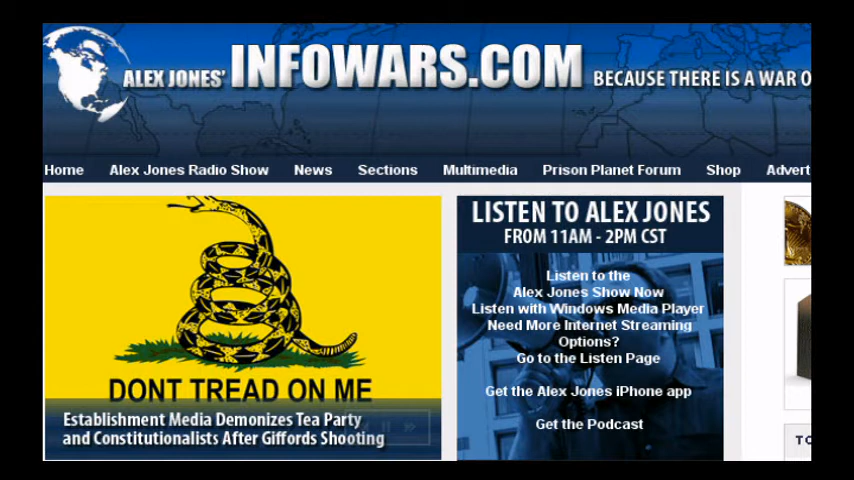 ALEX JONES' INFOWARS.COM BECAUSE THERE IS A WAR O
Home Alex Jones Radio Show News Sections Multimedia Prison Planet Forum Shop Advert
DONT TREAD ON ME
Establishment Media Demonizes Tea Party
and Constitutionalists After Giffords Shooting
LISTEN TO ALEX JONES
FROM 11AM - 2PM CST
Listen to the
Alex Jones Show Now
Listen with Windows Media Player
Need More Internet Streaming
Options?
Go to the Listen Page
Get the Alex Jones iPhone app
Get the Podcast
TO